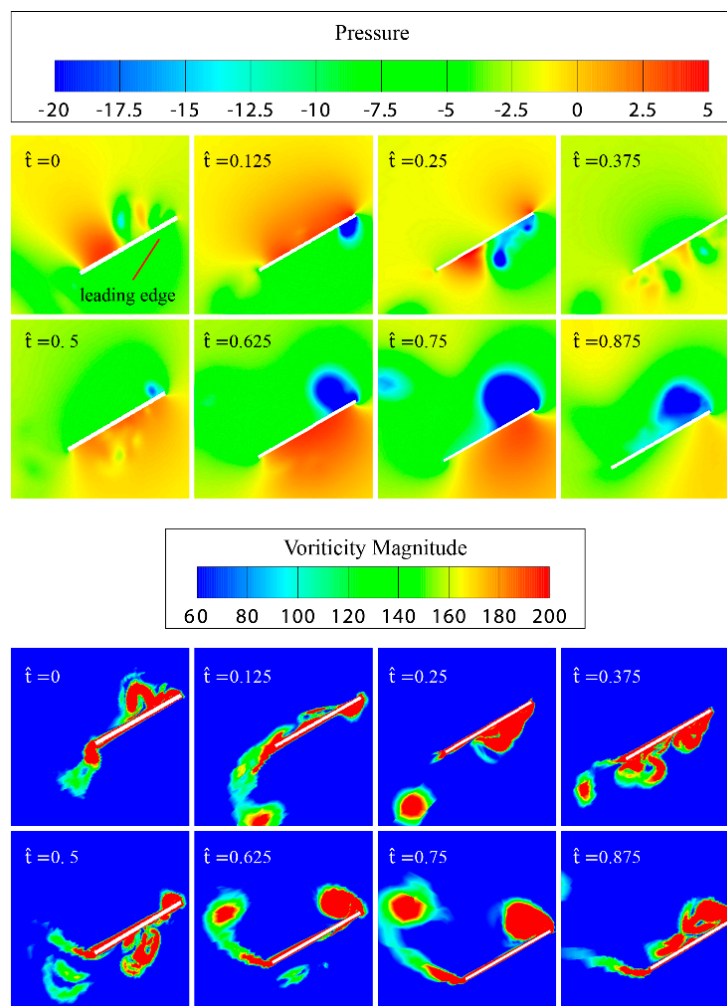 Pressure
-20 -17.5 -15 -12.5 -10 -7.5 -5 -2.5 0 2.5 5
t̂ =0 t̂ =0.125 t̂ =0.25 t̂ =0.375
leading edge
t̂ =0. 5 t̂ =0.625 t̂ =0.75 t̂ =0.875
Voriticity Magnitude
60 80 100 120 140 160 180 200
t̂ =0 t̂ =0.125 t̂ =0.25 t̂ =0.375
t̂ =0. 5 t̂ =0.625 t̂ =0.75 t̂ =0.875